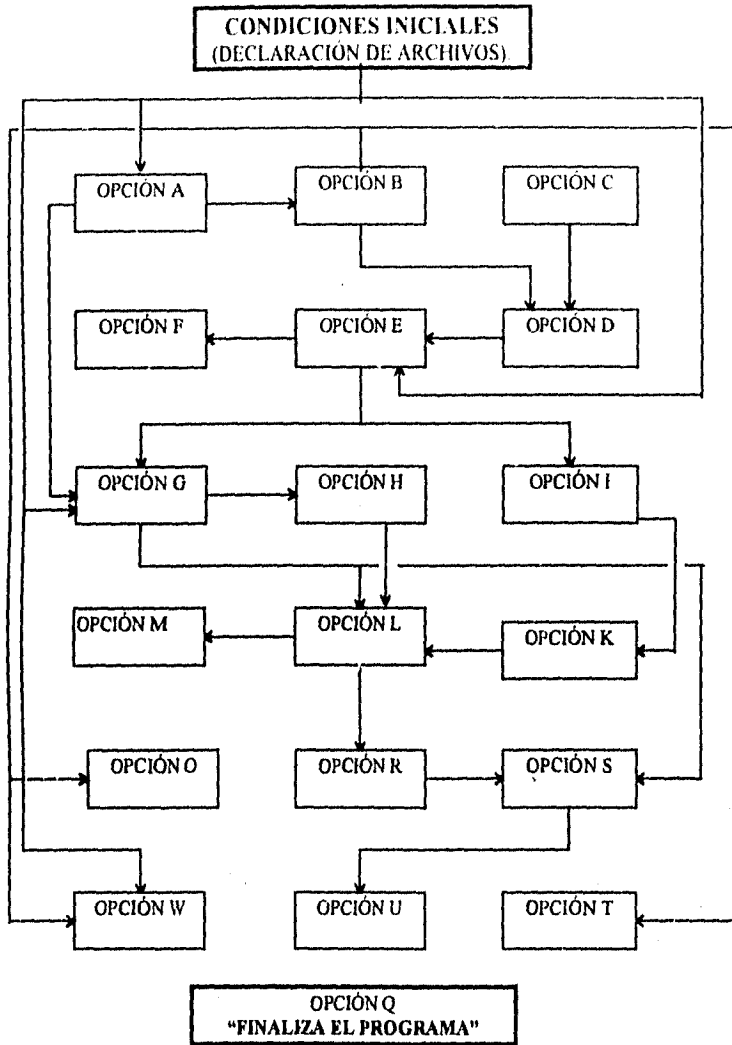 CONDICIONES INICIALES
(DECLARACIÓN DE ARCHIVOS)
OPCIÓN A
OPCIÓN B
OPCIÓN C
OPCIÓN F
OPCIÓN E
OPCIÓN D
OPCIÓN G
OPCIÓN H
OPCIÓN I
OPCIÓN M
OPCIÓN L
OPCIÓN K
OPCIÓN O
OPCIÓN R
OPCIÓN S
OPCIÓN W
OPCIÓN U
OPCIÓN T
OPCIÓN Q
“FINALIZA EL PROGRAMA”